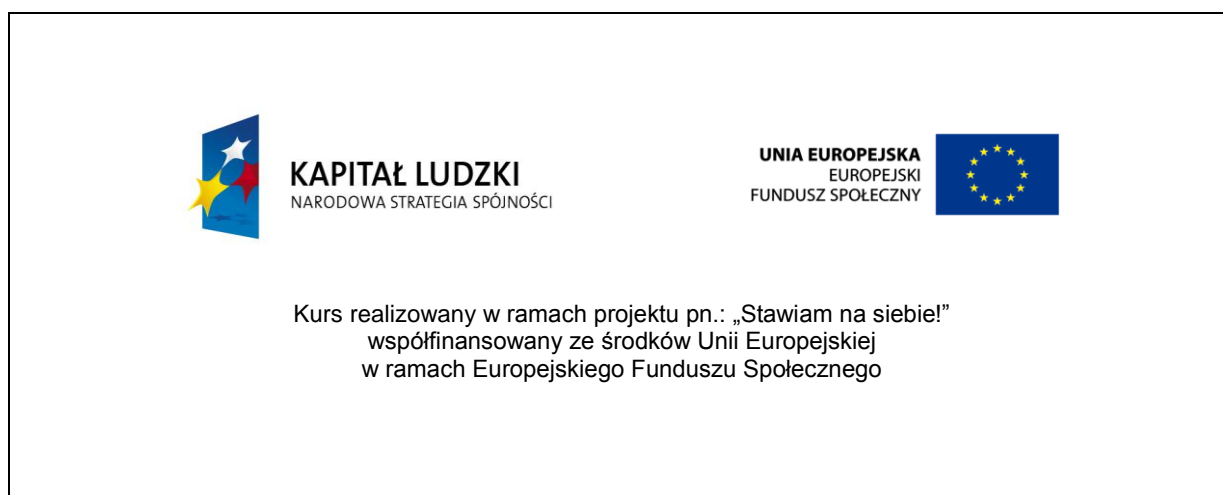 KAPITAŁ LUDZKI
NARODOWA STRATEGIA SPÓJNOŚCI
UNIA EUROPEJSKA
EUROPEJSKI
FUNDUSZ SPOŁECZNY
Kurs realizowany w ramach projektu pn.: „Stawiam na siebie!”
współfinansowany ze środków Unii Europejskiej
w ramach Europejskiego Funduszu Społecznego